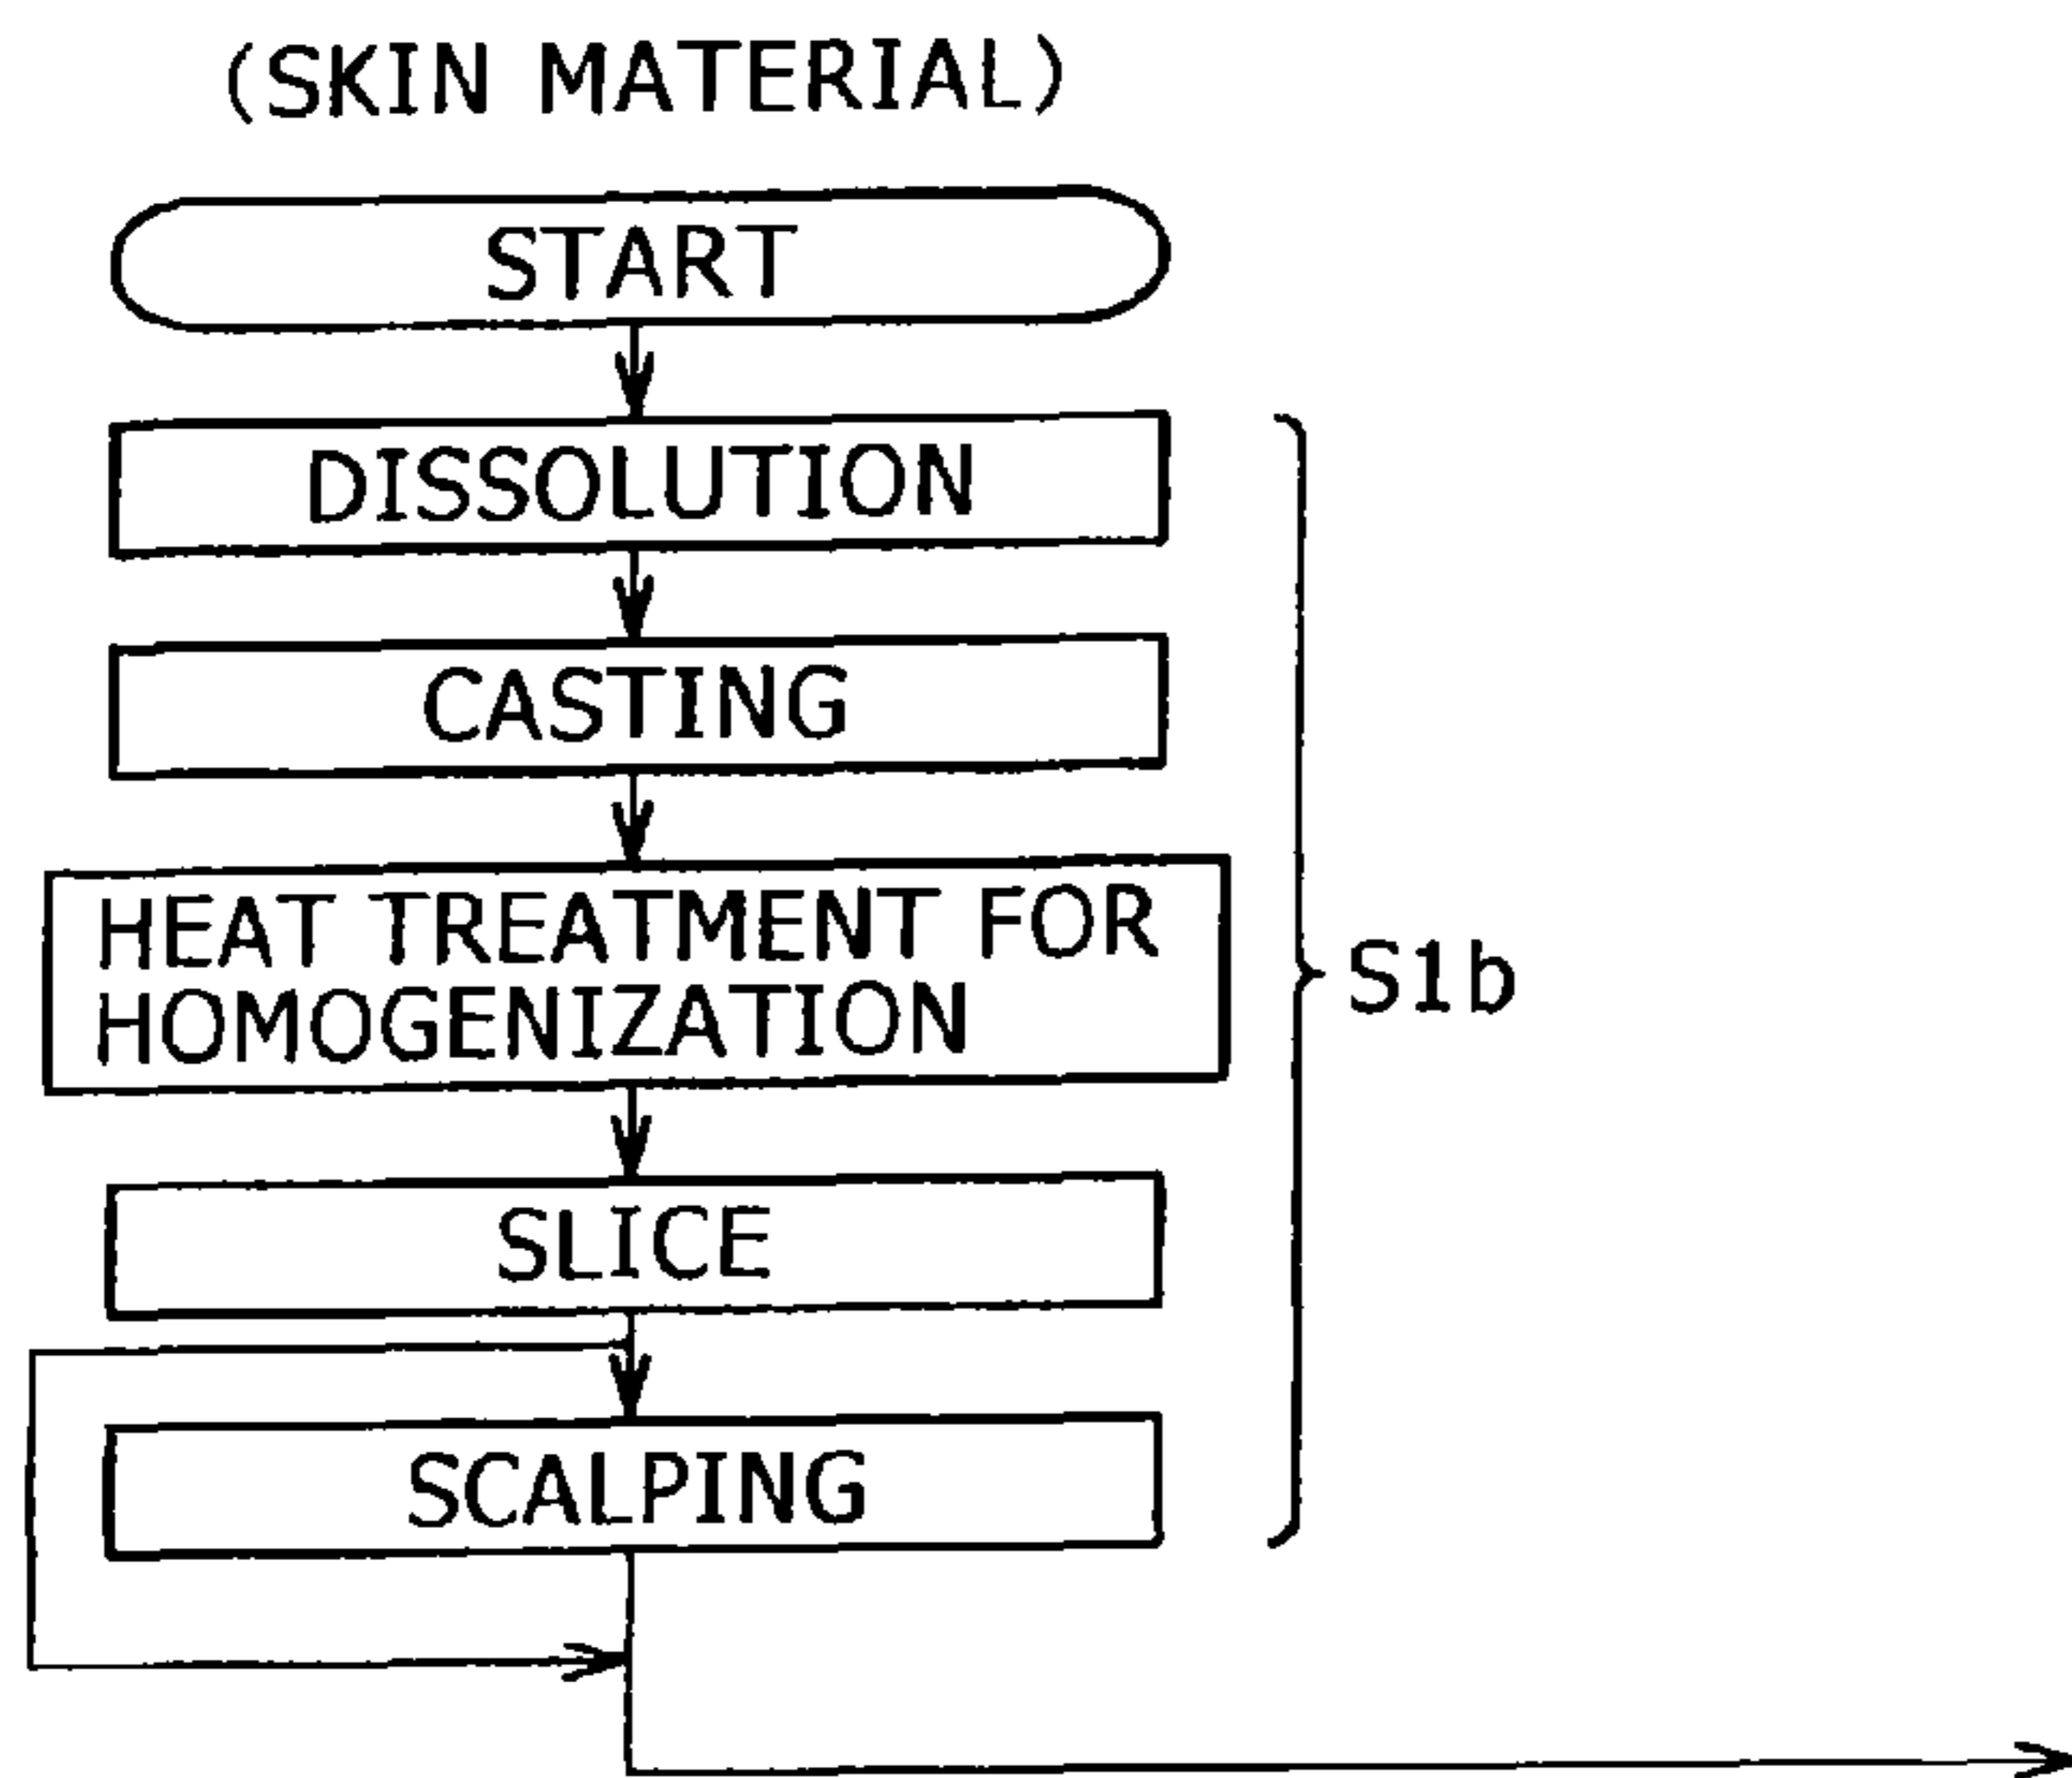 (SKIN MATERIAL)
START
DISSOLUTION
CASTING
HEAT TREATMENT FOR
HOMOGENIZATION
S1b
SLICE
SCALPING